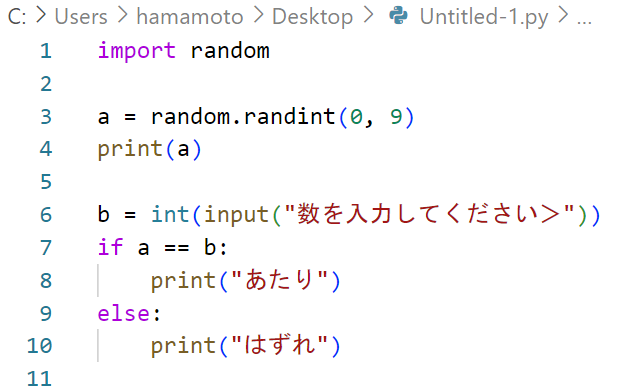 C: > Users > hamamoto > Desktop > Untitled-1.py > ...
1 import random
2
3 a = random.randint(0, 9)
4 print(a)
5
6 b = int(input("数を入力してください＞"))
7 if a == b:
8     print("あたり")
9 else:
10     print("はずれ")
11